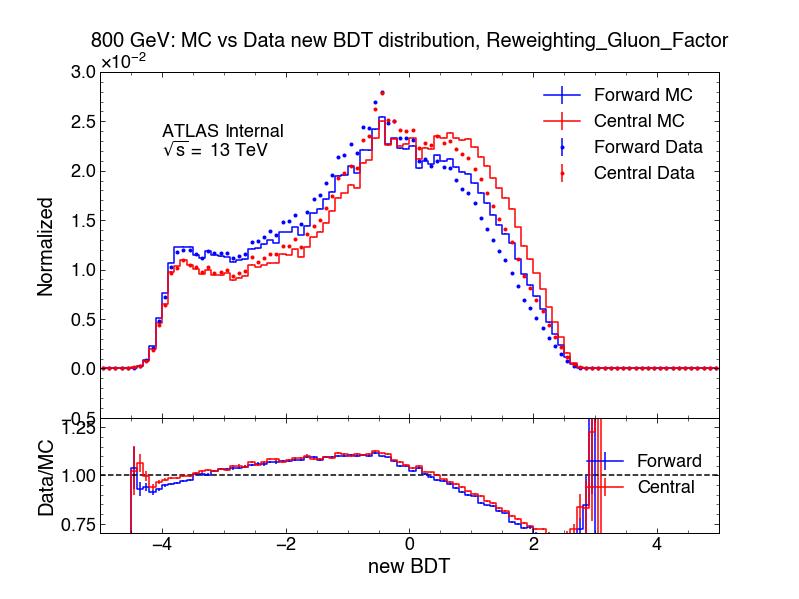 800 GeV: MC vs Data new BDT distribution, Reweighting_Gluon_Factor
×10⁻²
3.0
2.5
2.0
1.5
1.0
0.5
0.0
-0.5
Normalized
ATLAS Internal
√s = 13 TeV
Forward MC
Central MC
Forward Data
Central Data
1.25
1.00
0.75
Data/MC
Forward
Central
−4
−2
0
2
4
new BDT